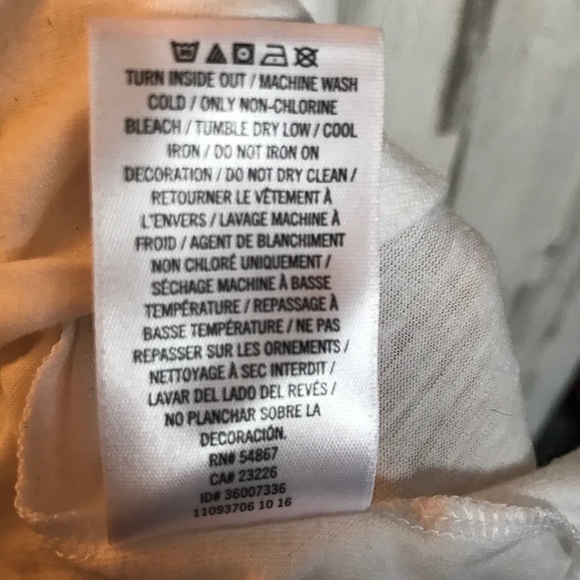 TURN INSIDE OUT / MACHINE WASH
COLD / ONLY NON-CHLORINE
BLEACH / TUMBLE DRY LOW / COOL
IRON / DO NOT IRON ON
DECORATION / DO NOT DRY CLEAN /
RETOURNER LE VÊTEMENT À
L'ENVERS / LAVAGE MACHINE À
FROID / AGENT DE BLANCHIMENT
NON CHLORÉ UNIQUEMENT /
SÉCHAGE MACHINE À BASSE
TEMPÉRATURE / REPASSAGE À
BASSE TEMPÉRATURE / NE PAS
REPASSER SUR LES ORNEMENTS /
NETTOYAGE À SEC INTERDIT /
LAVAR DEL LADO DEL REVÉS /
NO PLANCHAR SOBRE LA
DECORACIÓN.
RN# 54867
CA# 23226
ID# 36007336
11093706 10 16